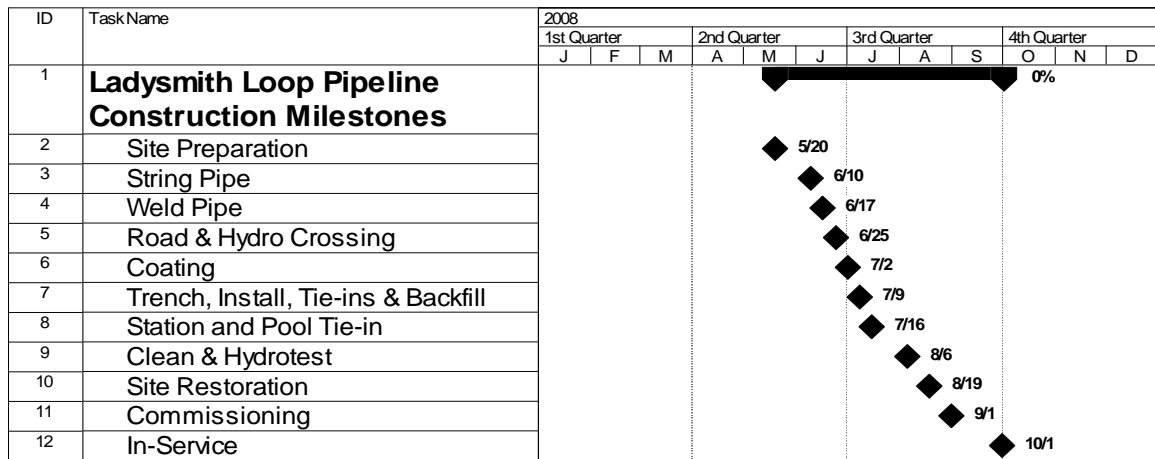 ID Task Name 2008
1st Quarter 2nd Quarter 3rd Quarter 4th Quarter
J F M A M J J A S O N D
1 Ladysmith Loop Pipeline 0%
Construction Milestones
2 Site Preparation 5/20
3 String Pipe 6/10
4 Weld Pipe 6/17
5 Road & Hydro Crossing 6/25
6 Coating 7/2
7 Trench, Install, Tie-ins & Backfill 7/9
8 Station and Pool Tie-in 7/16
9 Clean & Hydrotest 8/6
10 Site Restoration 8/19
11 Commissioning 9/1
12 In-Service 10/1